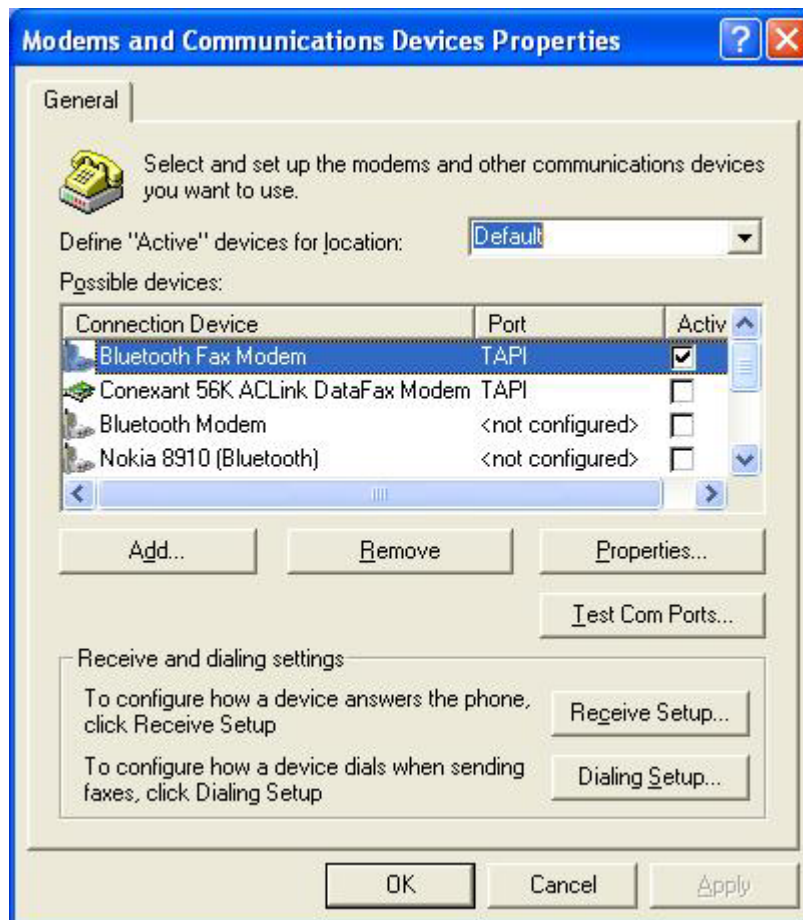 Modems and Communications Devices Properties
General
Select and set up the modems and other communications devices
you want to use.
Define "Active" devices for location:
Default
Possible devices:
Connection Device Port Activ
Bluetooth Fax Modem TAPI
Conexant 56K ACLink DataFax Modem TAPI
Bluetooth Modem <not configured>
Nokia 8910 (Bluetooth) <not configured>
Add... Remove Properties...
Test Com Ports...
Receive and dialing settings
To configure how a device answers the phone,
click Receive Setup
Receive Setup...
To configure how a device dials when sending
faxes, click Dialing Setup
Dialing Setup...
OK Cancel Apply